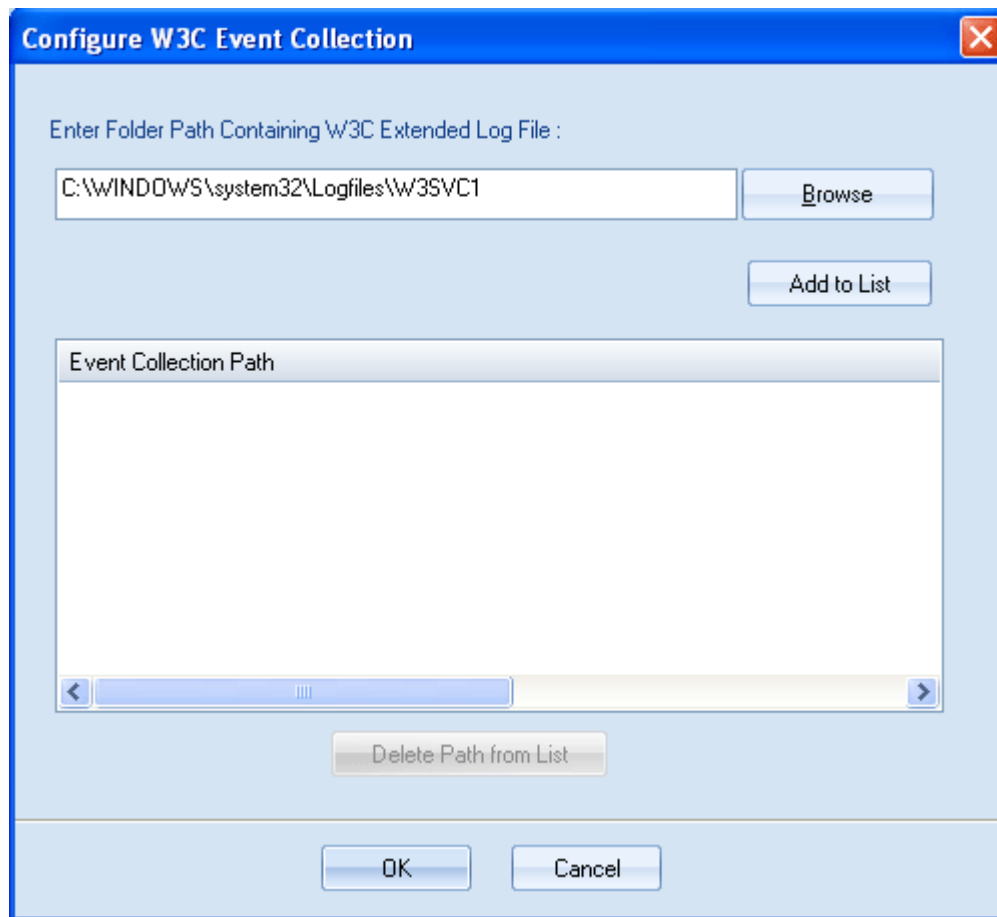 Configure W3C Event Collection
Enter Folder Path Containing W3C Extended Log File :
C:\WINDOWS\system32\Logfiles\W3SVC1
Browse
Add to List
Event Collection Path
Delete Path from List
OK
Cancel